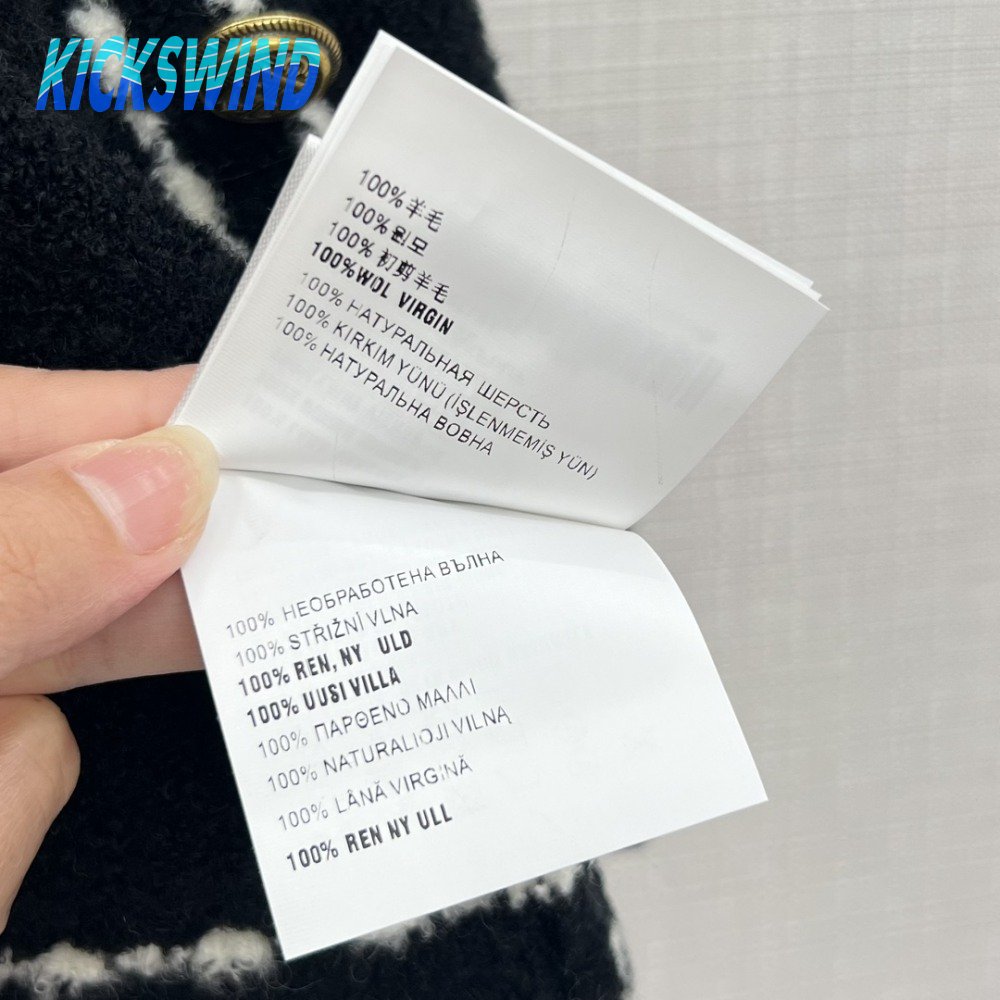 KICKSWIND
100%羊毛
100%원모
100%初剪羊毛
100%WOL VIRGIN
100% НАТУРАЛЬНАЯ ШЕРСТЬ
100% KIRKIM YÜNÜ (İŞLENMEMİŞ YÜN)
100% НАТУРАЛЬНА ВОВНА
100% НЕОБРАБОТЕНА ВЪЛНА
100% STŘIŽNÍ VLNA
100% REN, NY ULD
100% UUSI VILLA
100% ΠΑΡΘΕΝΟ ΜΑΛΛΙ
100% NATURALIOJI VILNA
100% LÂNĂ VIRGINĂ
100% REN NY ULL